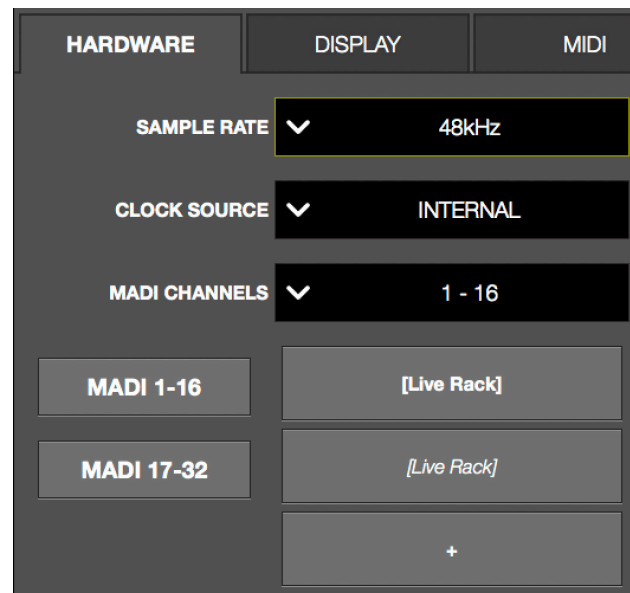 HARDWARE DISPLAY MIDI
SAMPLE RATE 48kHz
CLOCK SOURCE INTERNAL
MADI CHANNELS 1 - 16
MADI 1-16 [Live Rack]
MADI 17-32 [Live Rack]
+